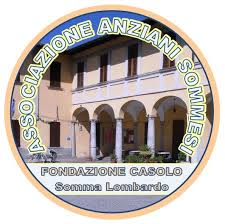 ASSOCIAZIONE ANZIANI SOMMESI
FONDAZIONE CASOLO
Somma Lombardo